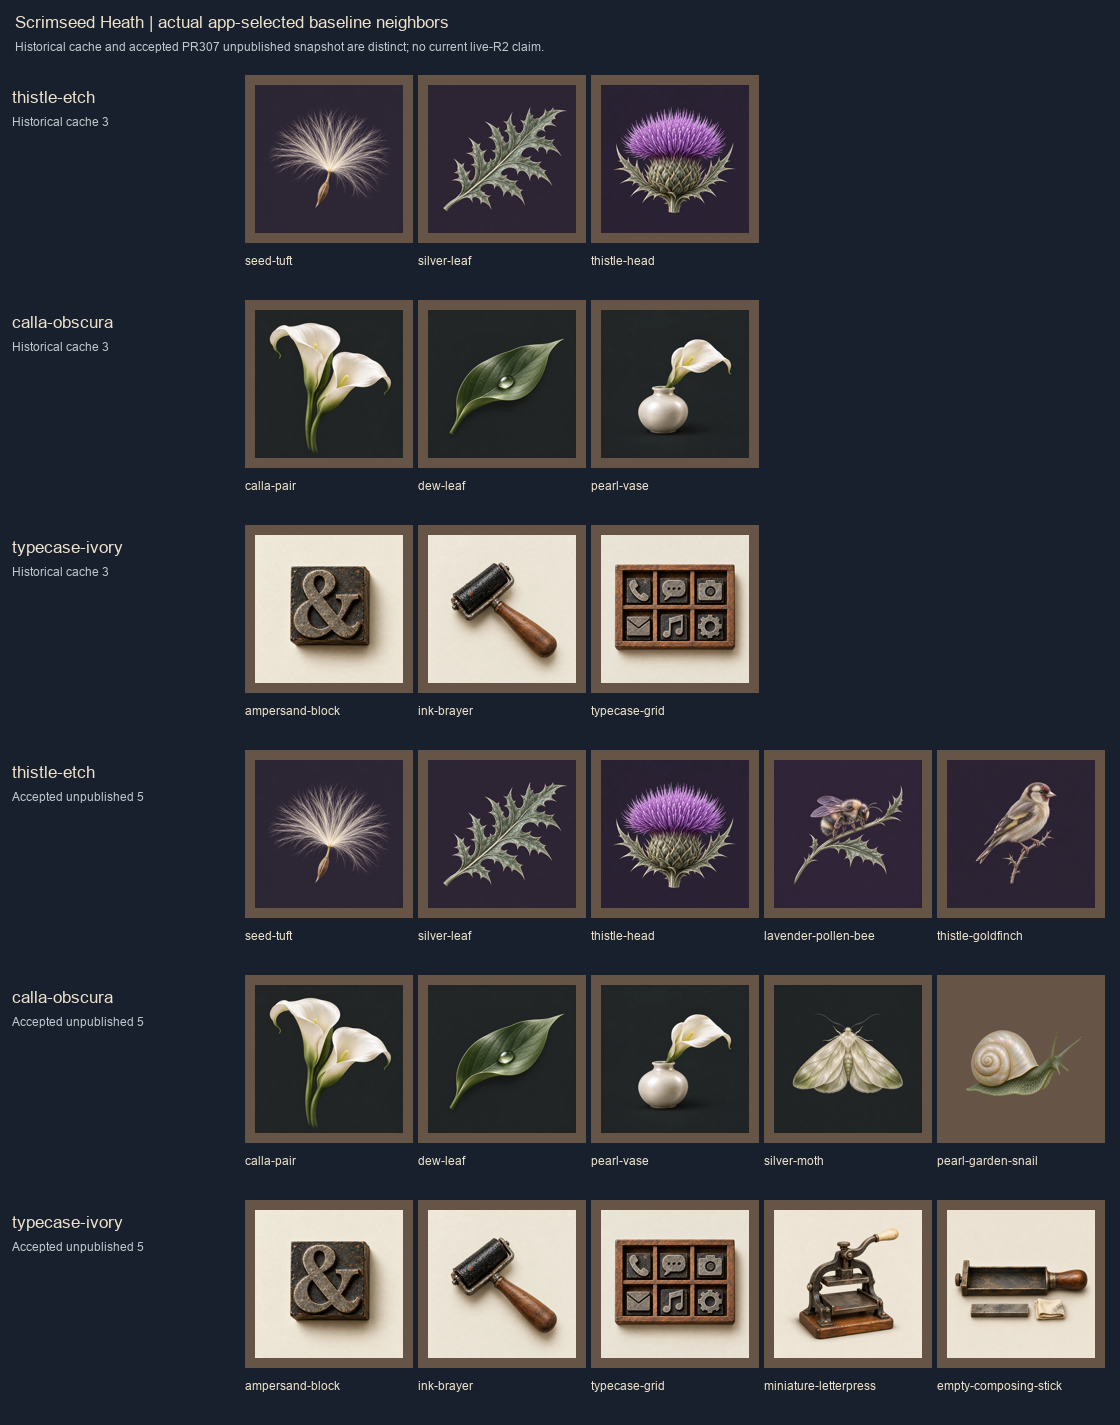 Scrimseed Heath | actual app-selected baseline neighbors
Historical cache and accepted PR307 unpublished snapshot are distinct; no current live-R2 claim.
thistle-etch
Historical cache 3
seed-tuft
silver-leaf
thistle-head
calla-obscura
Historical cache 3
calla-pair
dew-leaf
pearl-vase
typecase-ivory
Historical cache 3
&
ampersand-block
ink-brayer
typecase-grid
thistle-etch
Accepted unpublished 5
seed-tuft
silver-leaf
thistle-head
lavender-pollen-bee
thistle-goldfinch
calla-obscura
Accepted unpublished 5
calla-pair
dew-leaf
pearl-vase
silver-moth
pearl-garden-snail
typecase-ivory
Accepted unpublished 5
&
ampersand-block
ink-brayer
typecase-grid
miniature-letterpress
empty-composing-stick